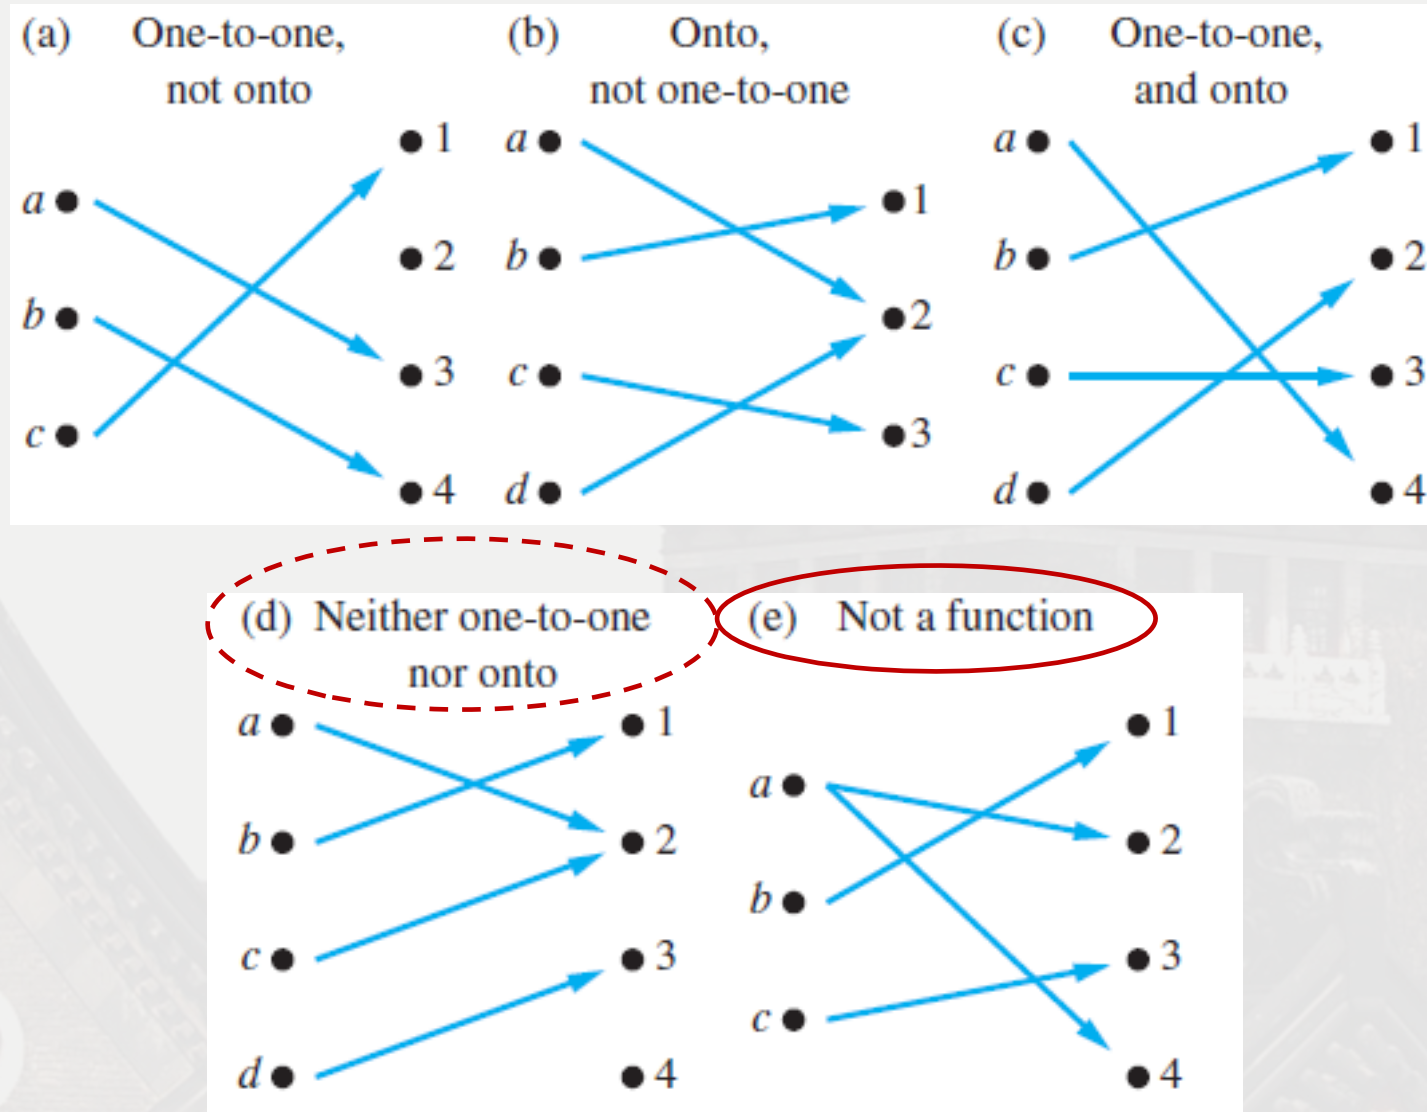 (a) One-to-one,
not onto
a
b
c
1
2
3
4
(b) Onto,
not one-to-one
a
b
c
d
1
2
3
(c) One-to-one,
and onto
a
b
c
d
1
2
3
4
(d) Neither one-to-one
nor onto
a
b
c
d
1
2
3
4
(e) Not a function
a
b
c
1
2
3
4